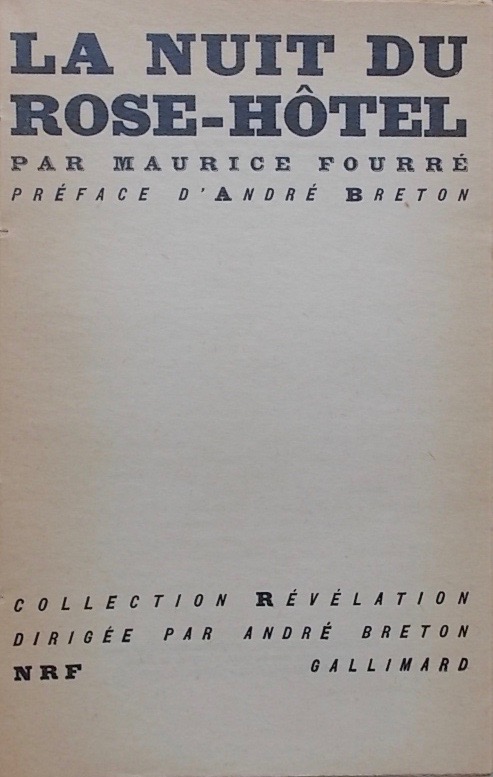 LA NUIT DU
ROSE-HÔTEL
PAR MAURICE FOURRÉ
PRÉFACE D'ANDRÉ BRETON
COLLECTION RÉVÉLATION
DIRIGÉE PAR ANDRÉ BRETON
NRF GALLIMARD